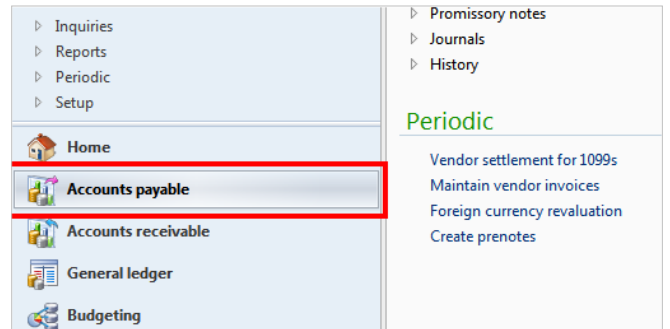 Inquiries
Reports
Periodic
Setup
Home
Accounts payable
Accounts receivable
General ledger
Budgeting
Promissory notes
Journals
History
Periodic
Vendor settlement for 1099s
Maintain vendor invoices
Foreign currency revaluation
Create prenotes